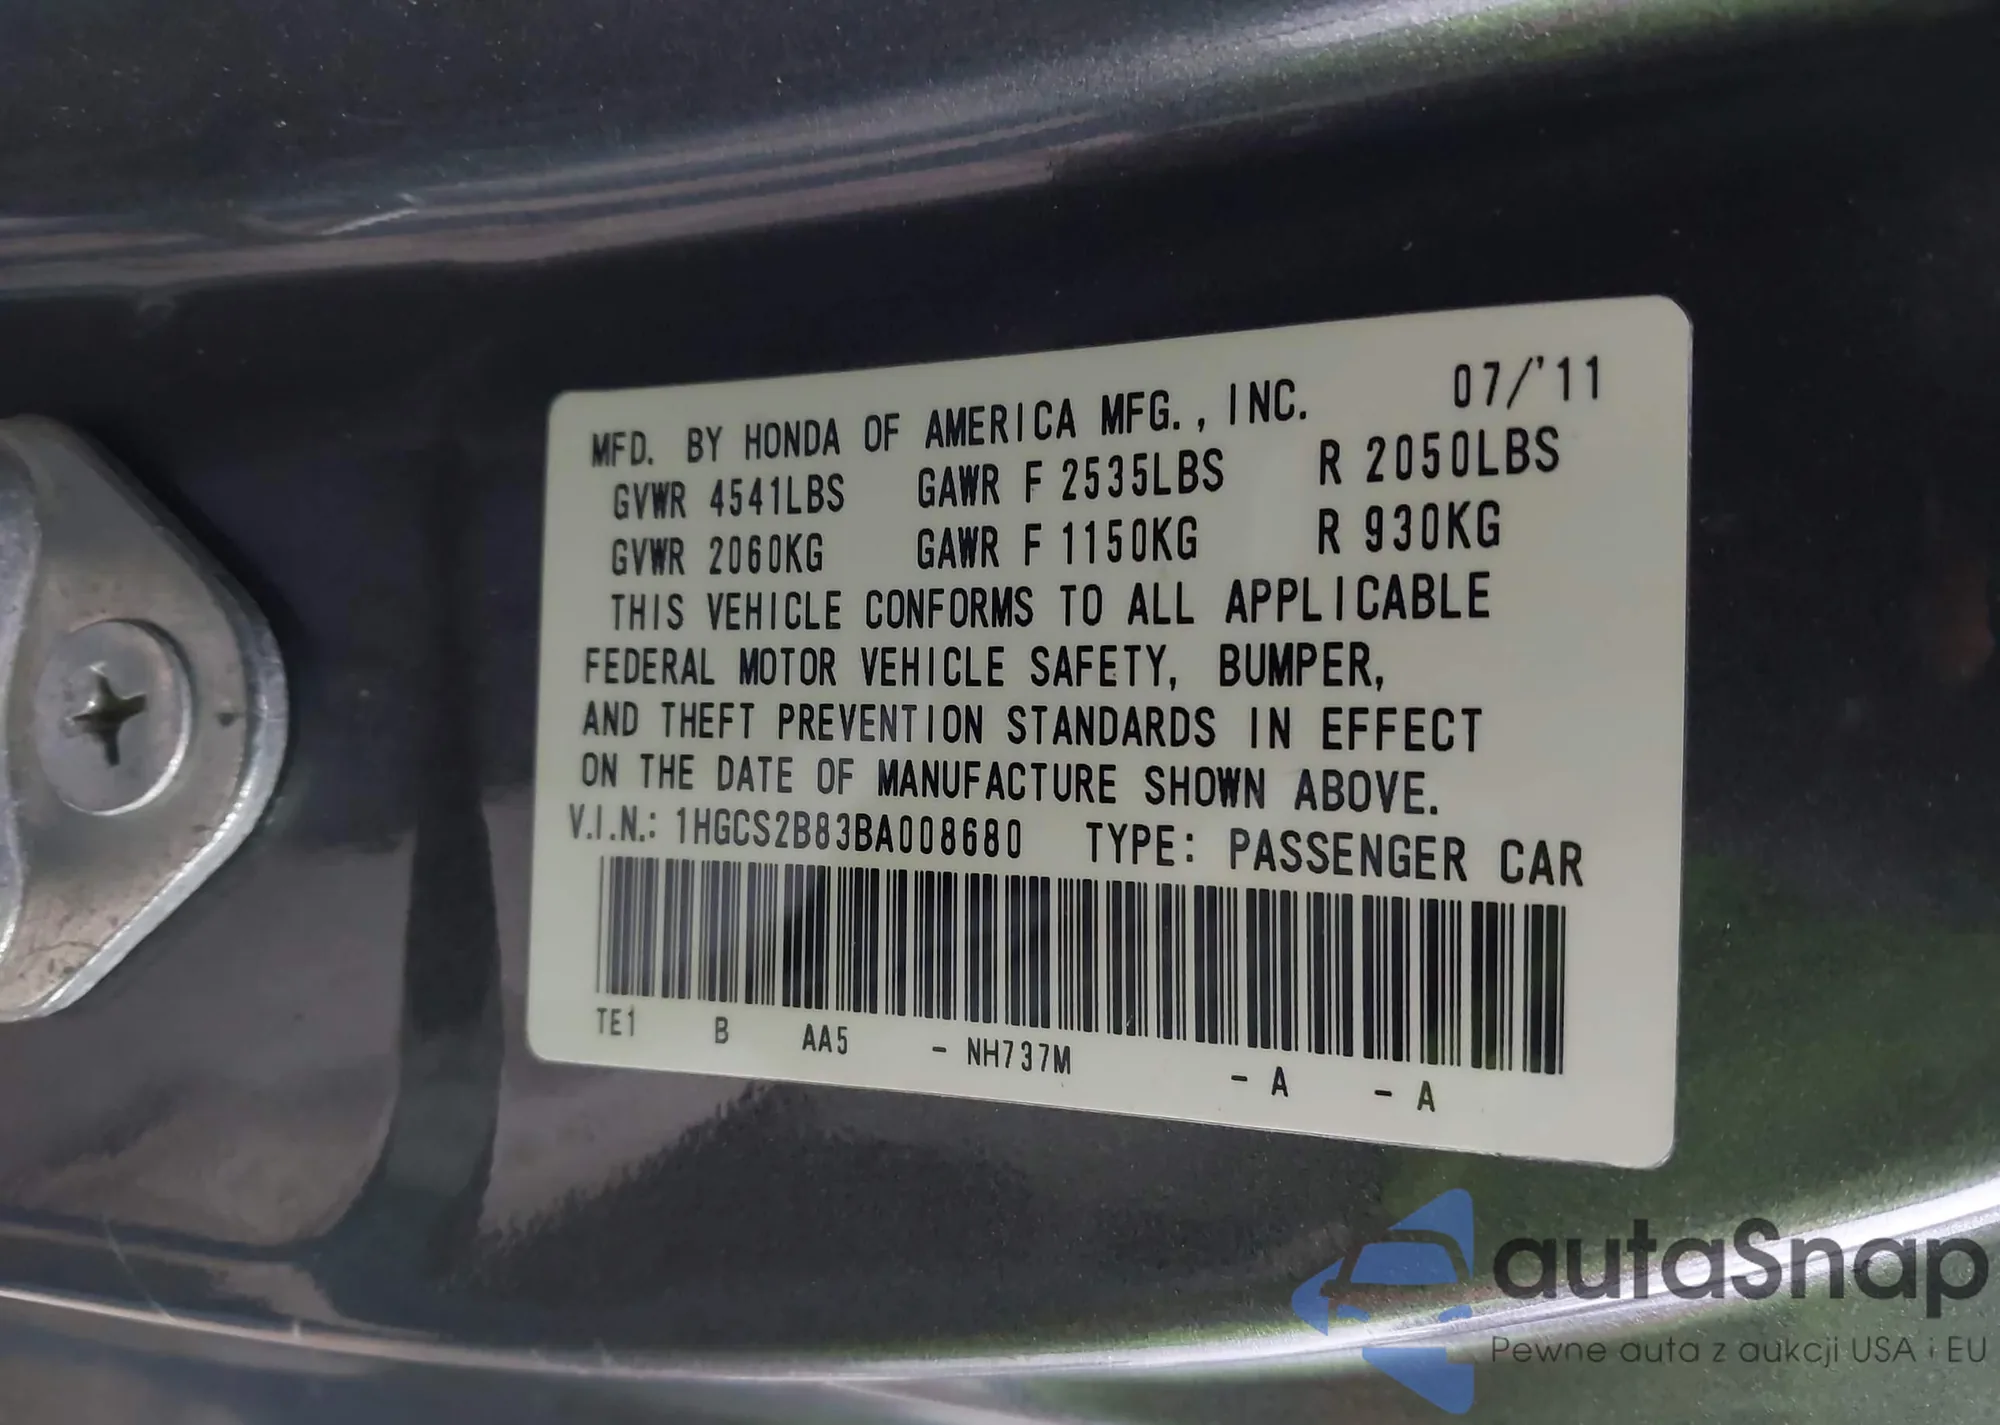 MFD. BY HONDA OF AMERICA MFG., INC. 07/'11
GVWR 4541LBS GAWR F 2535LBS R 2050LBS
GVWR 2060KG GAWR F 1150KG R 930KG
THIS VEHICLE CONFORMS TO ALL APPLICABLE
FEDERAL MOTOR VEHICLE SAFETY, BUMPER,
AND THEFT PREVENTION STANDARDS IN EFFECT
ON THE DATE OF MANUFACTURE SHOWN ABOVE.
V.I.N.: 1HGCS2B83BA008680 TYPE: PASSENGER CAR
TE1 B AA5 - NH737M - A - A
autaSnap
Pewne auta z aukcji USA i EU